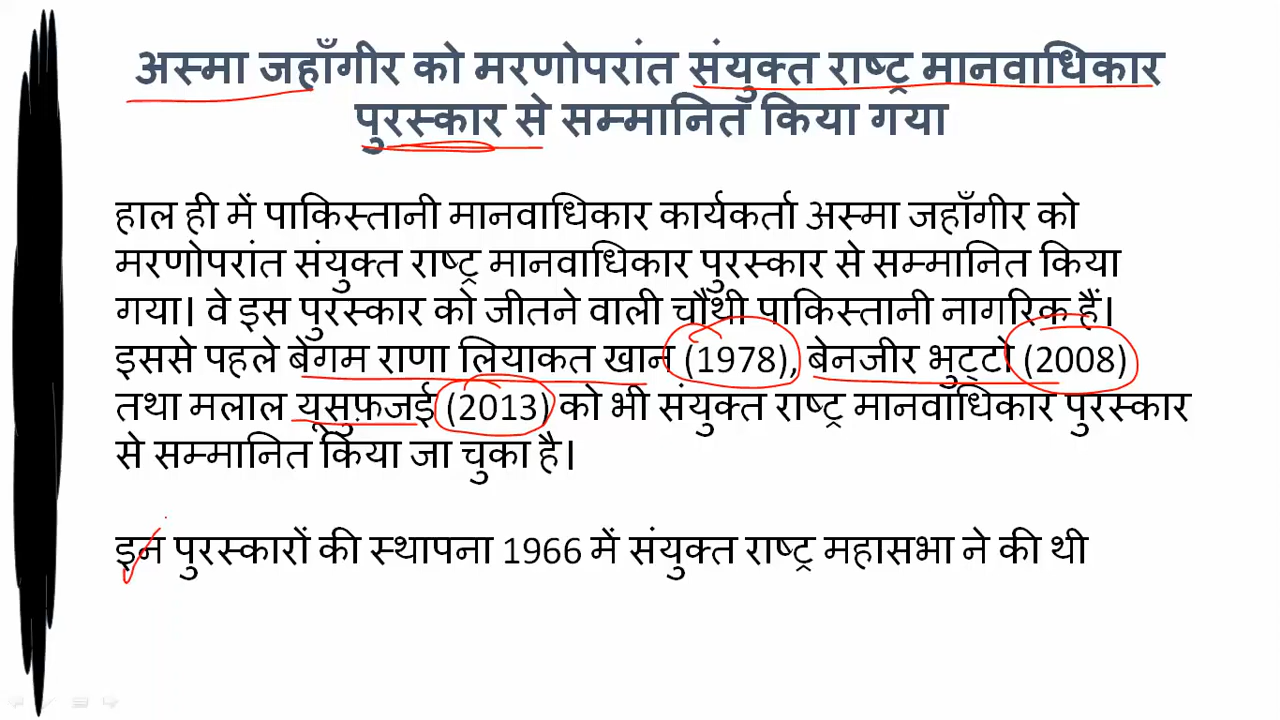 अस्मा जहाँगीर को मरणोपरांत संयुक्त राष्ट्र मानवाधिकार
पुरस्कार से सम्मानित किया गया
हाल ही में पाकिस्तानी मानवाधिकार कार्यकर्ता अस्मा जहाँगीर को
मरणोपरांत संयुक्त राष्ट्र मानवाधिकार पुरस्कार से सम्मानित किया
गया। वे इस पुरस्कार को जीतने वाली चौथी पाकिस्तानी नागरिक हैं।
इससे पहले बेगम राणा लियाकत खान (1978), बेनजीर भुट्टो (2008)
तथा मलाल यूसुफ़जई (2013) को भी संयुक्त राष्ट्र मानवाधिकार पुरस्कार
से सम्मानित किया जा चुका है।
इन पुरस्कारों की स्थापना 1966 में संयुक्त राष्ट्र महासभा ने की थी